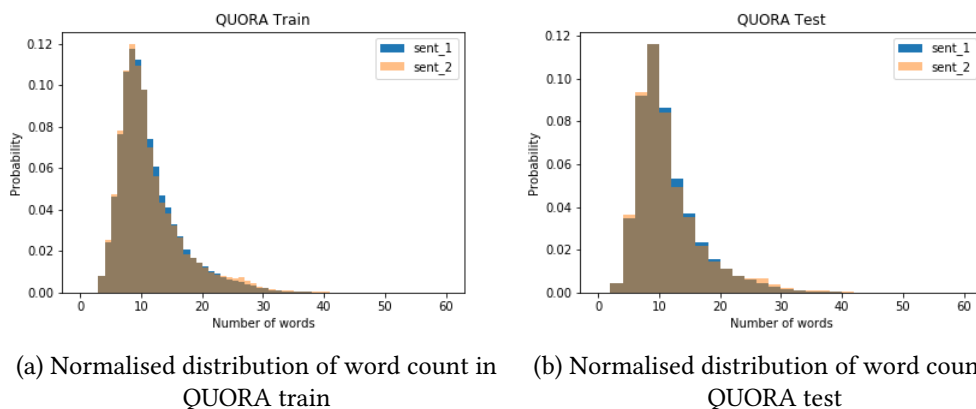 QUORA Train
0.12
0.10
0.08
0.06
0.04
0.02
0.00
Probability
0 10 20 30 40 50 60
Number of words
sent_1
sent_2
QUORA Test
0.12
0.10
0.08
0.06
0.04
0.02
0.00
Probability
0 10 20 30 40 50 60
Number of words
sent_1
sent_2
(a) Normalised distribution of word count in
QUORA train
(b) Normalised distribution of word coun
QUORA test